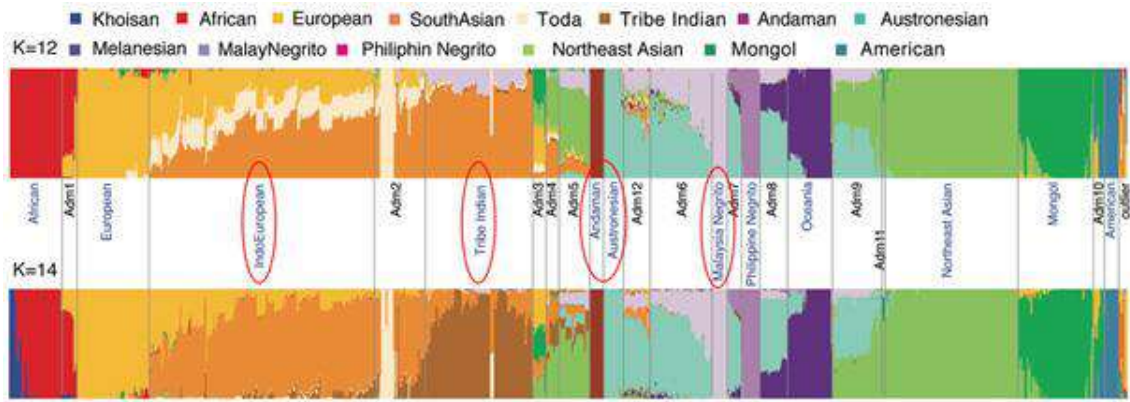 Khoisan African European SouthAsian Toda Tribe Indian Andaman Austronesian
Melanesian MalayNegrito Philiphin Negrito Northeast Asian Mongol American
K=12
African
Adm1
European
IndoEuropean
Adm2
Tribe Indian
Adm3
Adm4
Adm5
Andaman
Austronesian
Adm12
Adm6
Malaysia Negrito
Adm7
Philippine Negrito
Adm8
Oceania
Adm9
Adm11
Northeast Asian
Mongol
Adm10
American
outlier
K=14